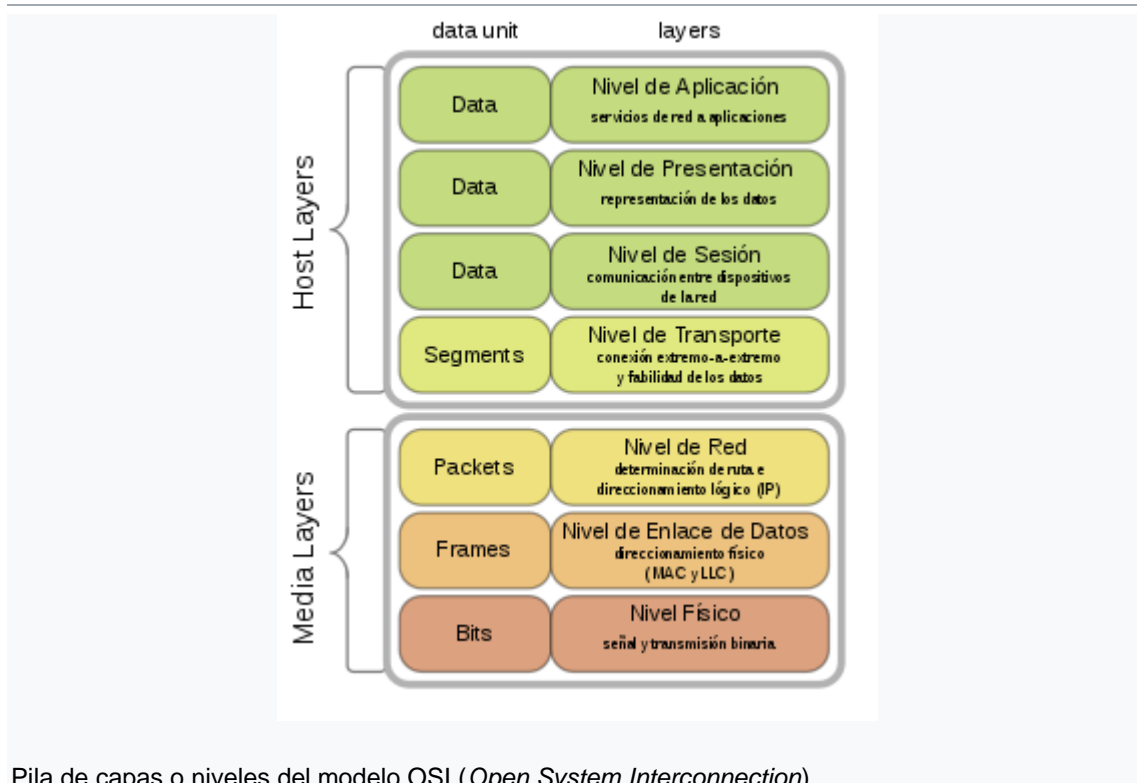 data unit layers
Data Nivel de Aplicación
servicios de red a aplicaciones
Data Nivel de Presentación
representación de los datos
Data Nivel de Sesión
comunicación entre dispositivos
de la red
Segments Nivel de Transporte
conexión extremo-a-extremo
y fabilidad de los datos
Host Layers
Packets Nivel de Red
determinación de ruta e
direccionamiento lógico (IP)
Frames Nivel de Enlace de Datos
direccionamiento físico
(MAC y LLC)
Bits Nivel Físico
señal y transmisión binaria
Media Layers
Pila de capas o niveles del modelo OSI (Open System Interconnection)